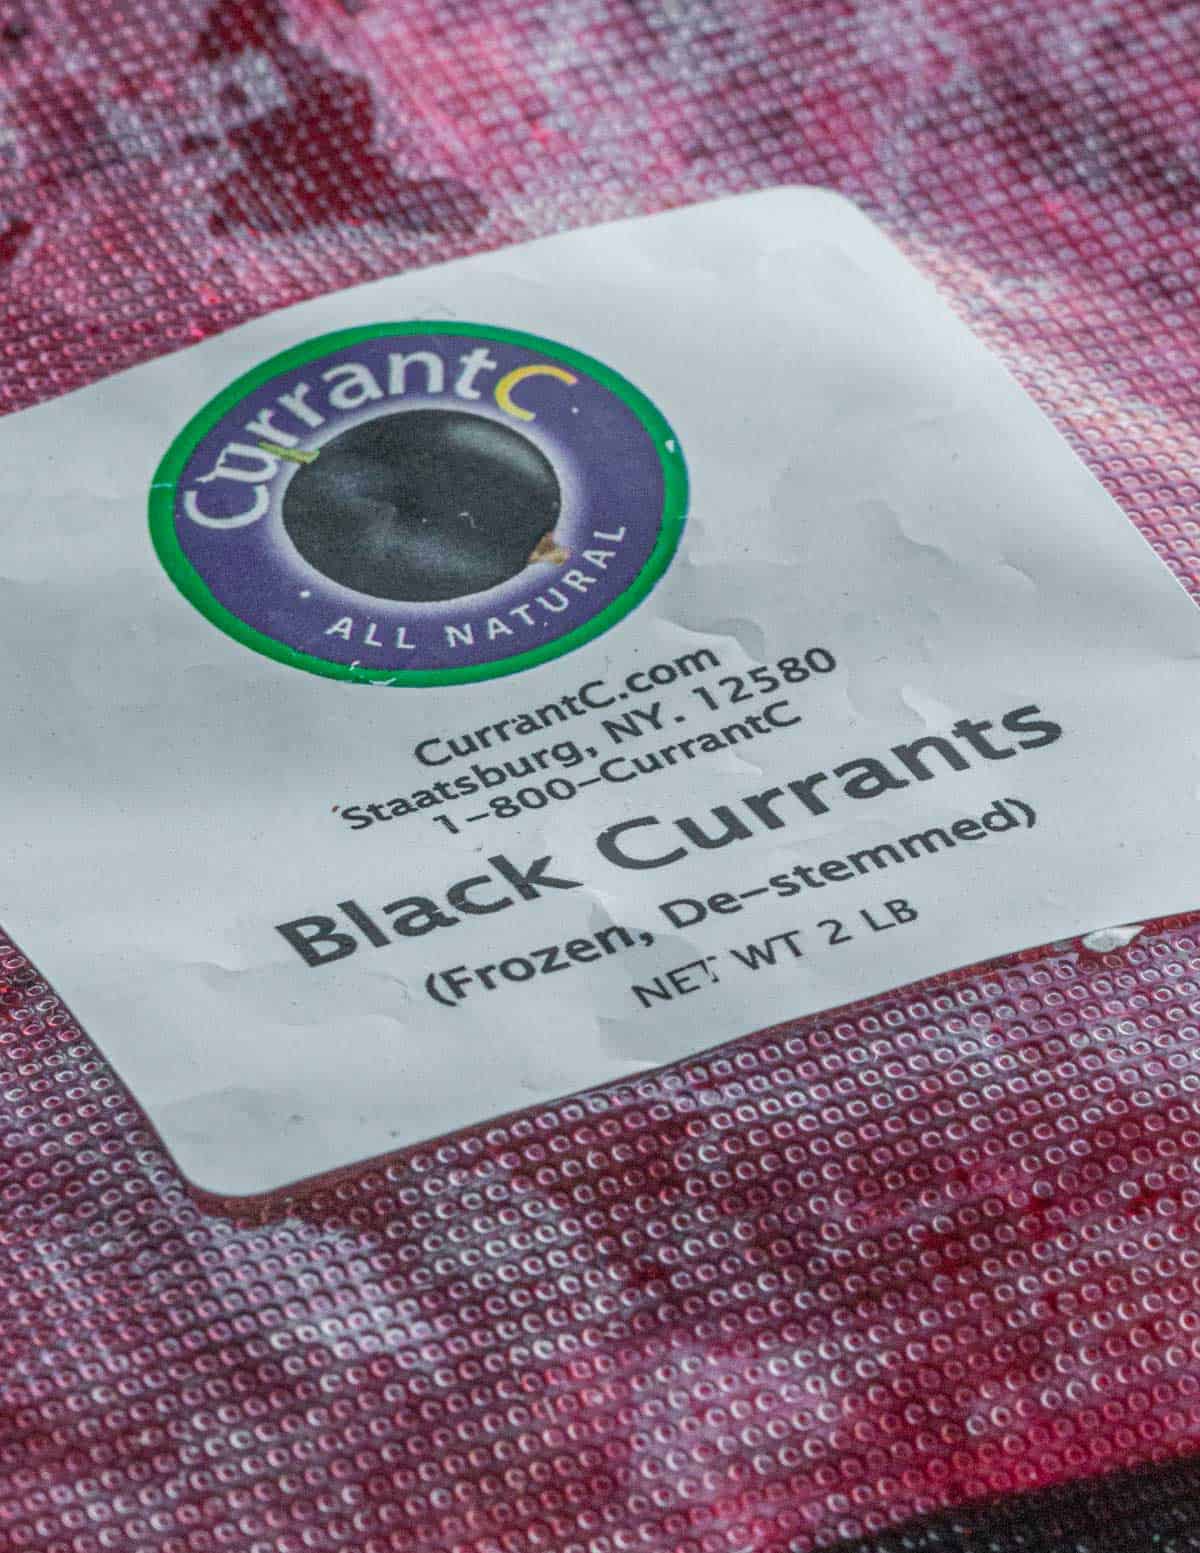 CurrantC
ALL NATURAL
CurrantC.com
Staatsburg, NY. 12580
1-800-CurrantC
Black Currants
(Frozen, De-stemmed)
NET WT 2 LB